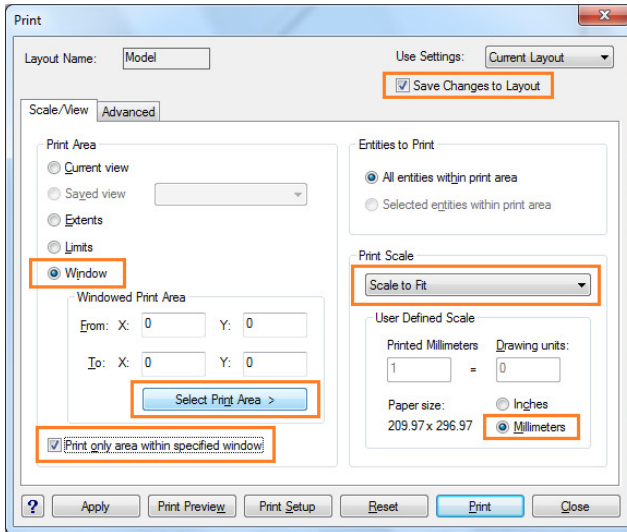 Print
Layout Name: Model
Use Settings: Current Layout
Save Changes to Layout
Scale/View Advanced
Print Area
Current view
Saved view
Extents
Limits
Window
Windowed Print Area
From: X: 0 Y: 0
To: X: 0 Y: 0
Select Print Area >
Print only area within specified window
Entities to Print
All entities within print area
Selected entities within print area
Print Scale
Scale to Fit
User Defined Scale
Printed Millimeters Drawing units:
1 = 0
Paper size: Inches
209.97 x 296.97 Millimeters
? Apply Print Preview Print Setup Reset Print Close